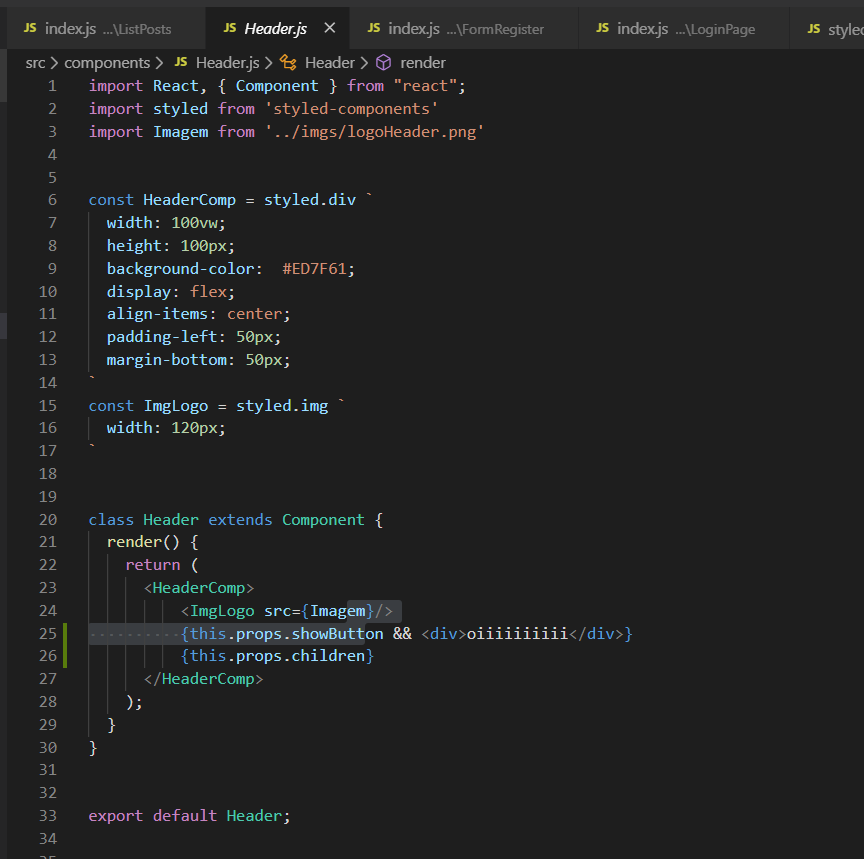 JS index.js ...\ListPosts JS Header.js × JS index.js ...\FormRegister JS index.js ...\LoginPage JS
src > components > JS Header.js > Header > render
1 import React, { Component } from "react";
2 import styled from 'styled-components'
3 import Imagem from '../imgs/logoHeader.png'
4
5
6 const HeaderComp = styled.div `
7 width: 100vw;
8 height: 100px;
9 background-color:  #ED7F61;
10 display: flex;
11 align-items: center;
12 padding-left: 50px;
13 margin-bottom: 50px;
14 `
15 const ImgLogo = styled.img `
16 width: 120px;
17 `
18
19
20 class Header extends Component {
21 render() {
22 return (
23 <HeaderComp>
24 <ImgLogo src={Imagem}/>
25 {this.props.showButton && <div>oiiiiiiiiii</div>}
26 {this.props.children}
27 </HeaderComp>
28 );
29 }
30 }
31
32
33 export default Header;
34